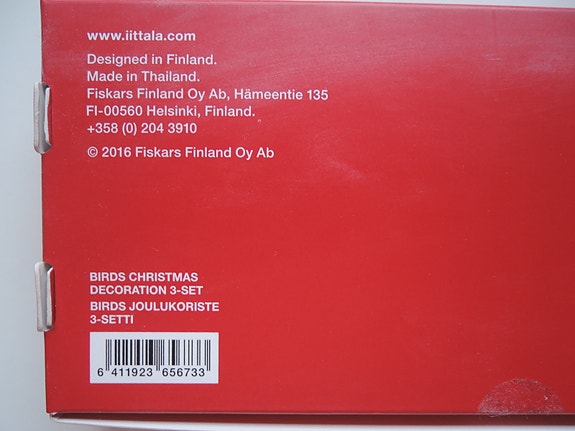 www.iittala.com
Designed in Finland.
Made in Thailand.
Fiskars Finland Oy Ab, Hämeentie 135
FI-00560 Helsinki, Finland.
+358 (0) 204 3910
© 2016 Fiskars Finland Oy Ab
BIRDS CHRISTMAS
DECORATION 3-SET
BIRDS JOULUKORISTE
3-SETTI
6 411923 656733